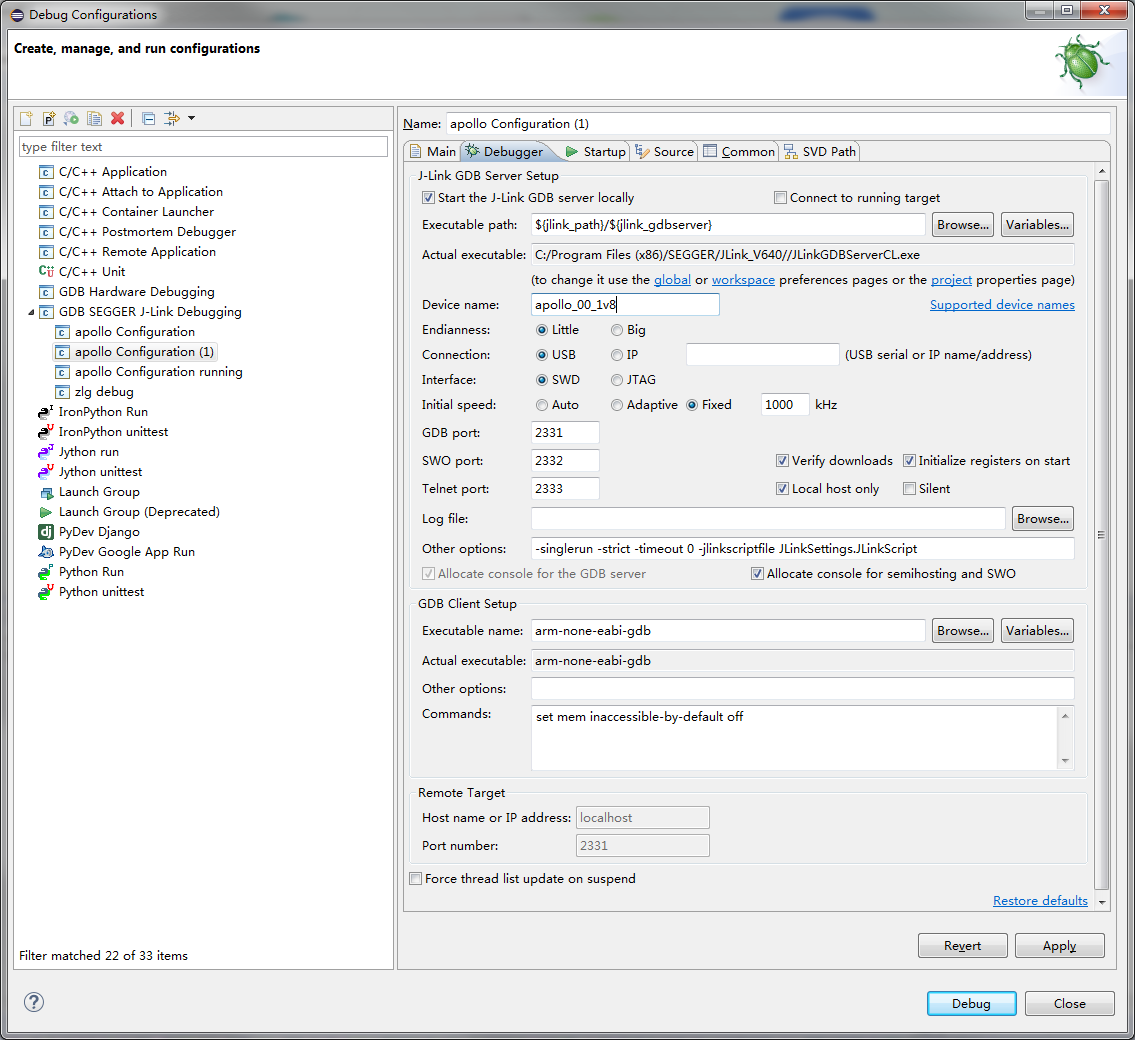 Debug Configurations
Create, manage, and run configurations
type filter text
C/C++ Application
C/C++ Attach to Application
C/C++ Container Launcher
C/C++ Postmortem Debugger
C/C++ Remote Application
C/C++ Unit
GDB Hardware Debugging
GDB SEGGER J-Link Debugging
apollo Configuration
apollo Configuration (1)
apollo Configuration running
zlg debug
IronPython Run
IronPython unittest
Jython run
Jython unittest
Launch Group
Launch Group (Deprecated)
PyDev Django
PyDev Google App Run
Python Run
Python unittest
Filter matched 22 of 33 items
Name: apollo Configuration (1)
Main Debugger Startup Source Common SVD Path
J-Link GDB Server Setup
Start the J-Link GDB server locally Connect to running target
Executable path: ${jlink_path}/${jlink_gdbserver} Browse... Variables...
Actual executable: C:/Program Files (x86)/SEGGER/JLink_V640//JLinkGDBServerCL.exe
(to change it use the global or workspace preferences pages or the project properties page)
Device name: apollo_00_1v8 Supported device names
Endianness: Little Big
Connection: USB IP (USB serial or IP name/address)
Interface: SWD JTAG
Initial speed: Auto Adaptive Fixed 1000 kHz
GDB port: 2331
SWO port: 2332 Verify downloads Initialize registers on start
Telnet port: 2333 Local host only Silent
Log file: Browse...
Other options: -singlerun -strict -timeout 0 -jlinkscriptfile JLinkSettings.JLinkScript
Allocate console for the GDB server Allocate console for semihosting and SWO
GDB Client Setup
Executable name: arm-none-eabi-gdb Browse... Variables...
Actual executable: arm-none-eabi-gdb
Other options:
Commands: set mem inaccessible-by-default off
Remote Target
Host name or IP address: localhost
Port number: 2331
Force thread list update on suspend
Restore defaults
Revert Apply
Debug Close